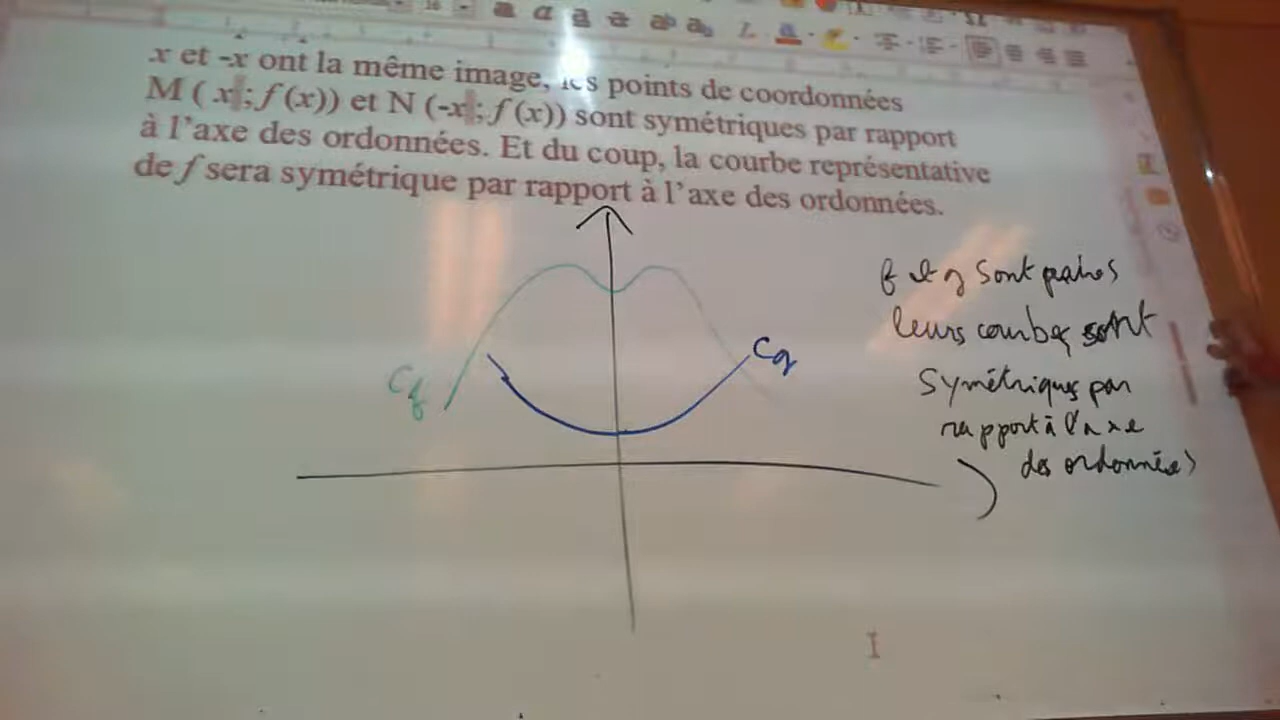 x et -x ont la même image, les points de coordonnées
M ( x ; f (x)) et N (-x ; f (x)) sont symétriques par rapport
à l'axe des ordonnées. Et du coup, la courbe représentative
de f sera symétrique par rapport à l'axe des ordonnées.
f et g sont paires
leurs courbes sont
Symétriques par
rapport à l'axe
des ordonnées
Cg
Cf